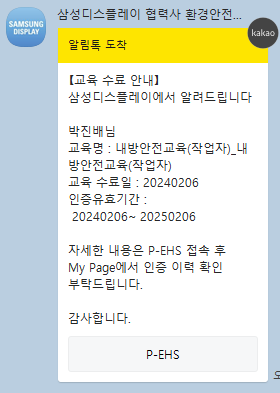 SAMSUNG
DISPLAY
삼성디스플레이 협력사 환경안전...
알림톡 도착
kakao
[교육 수료 안내]
삼성디스플레이에서 알려드립니다
박진배님
교육명 : 내방안전교육(작업자)_내
방안전교육(작업자)
교육 수료일 : 20240206
인증유효기간 :
20240206~ 20250206
자세한 내용은 P-EHS 접속 후
My Page에서 인증 이력 확인
부탁드립니다.
감사합니다.
P-EHS